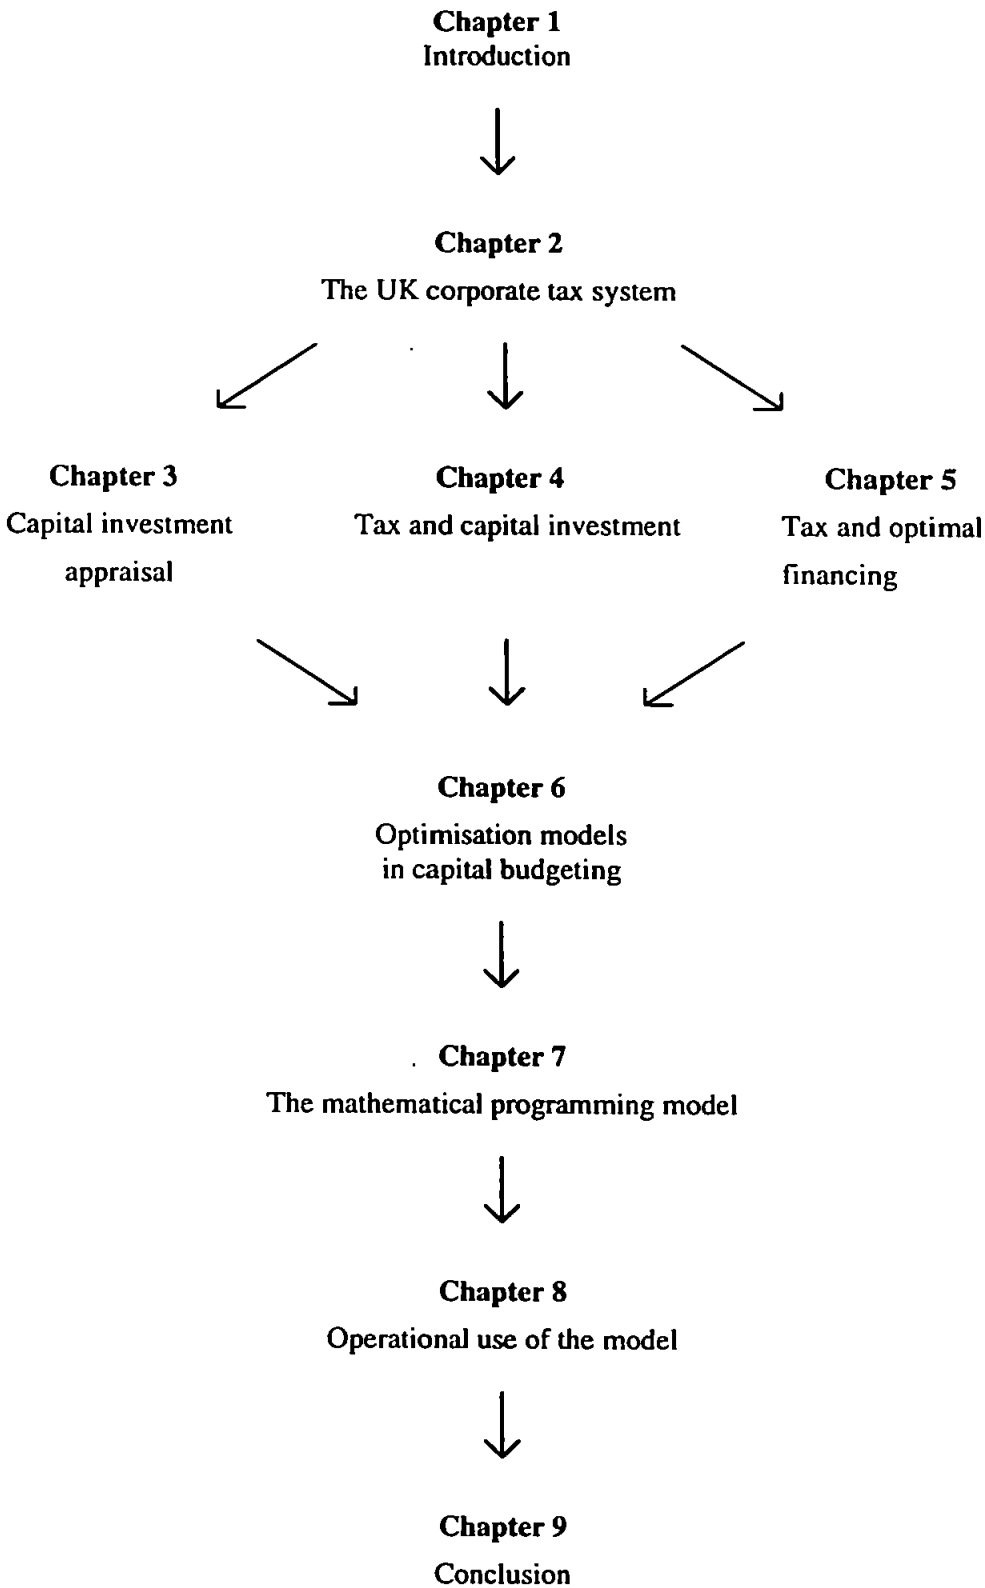 Chapter 1
Introduction
Chapter 2
The UK corporate tax system
Chapter 3
Capital investment
appraisal
Chapter 4
Tax and capital investment
Chapter 5
Tax and optimal
financing
Chapter 6
Optimisation models
in capital budgeting
Chapter 7
The mathematical programming model
Chapter 8
Operational use of the model
Chapter 9
Conclusion